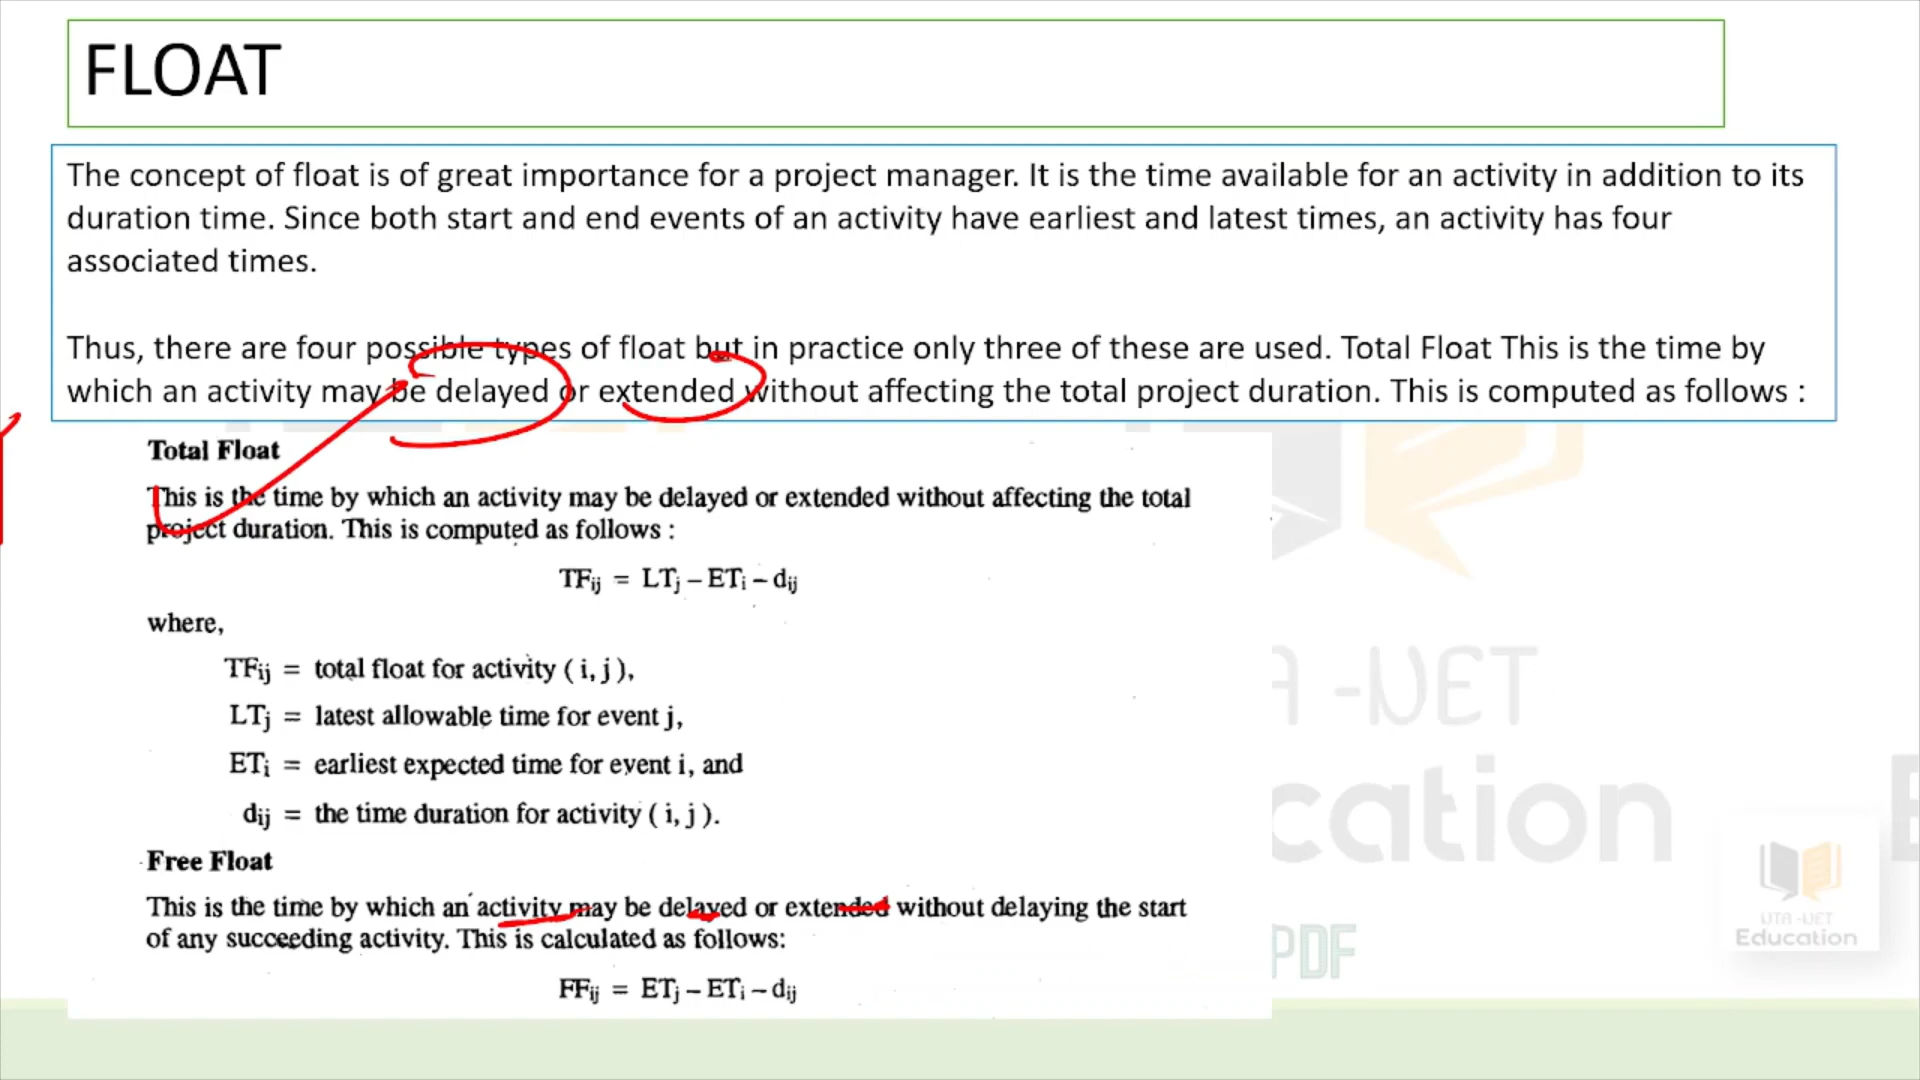 FLOAT
The concept of float is of great importance for a project manager. It is the time available for an activity in addition to its
duration time. Since both start and end events of an activity have earliest and latest times, an activity has four
associated times.
Thus, there are four possible types of float but in practice only three of these are used. Total Float This is the time by
which an activity may be delayed or extended without affecting the total project duration. This is computed as follows :
Total Float
This is the time by which an activity may be delayed or extended without affecting the total
project duration. This is computed as follows :
TFij = LTj – ETi – dij
where,
TFij = total float for activity ( i, j ),
LTj = latest allowable time for event j,
ETi = earliest expected time for event i, and
dij = the time duration for activity ( i, j ).
Free Float
This is the time by which an activity may be delayed or extended without delaying the start
of any succeeding activity. This is calculated as follows:
FFij = ETj – ETi – dij
-NET
cation
PDF
UTA -NET
Education